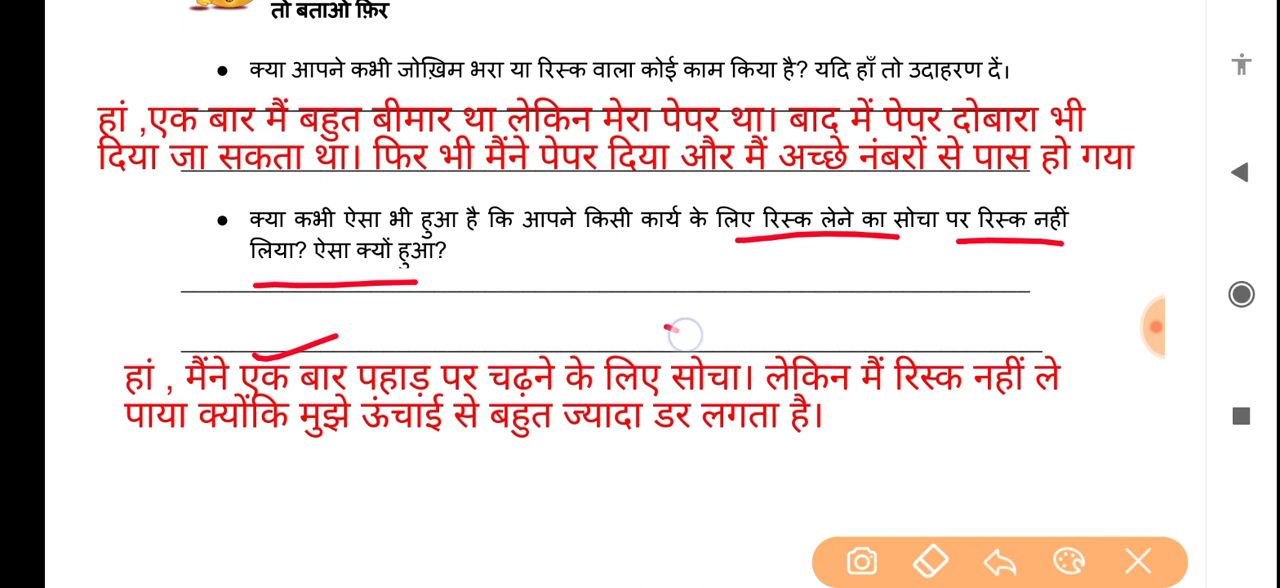 तो बताओ फ़िर
● क्या आपने कभी जोख़िम भरा या रिस्क वाला कोई काम किया है? यदि हाँ तो उदाहरण दें।
हां ,एक बार मैं बहुत बीमार था लेकिन मेरा पेपर था। बाद में पेपर दोबारा भी
दिया जा सकता था। फिर भी मैंने पेपर दिया और मैं अच्छे नंबरों से पास हो गया
● क्या कभी ऐसा भी हुआ है कि आपने किसी कार्य के लिए रिस्क लेने का सोचा पर रिस्क नहीं
लिया? ऐसा क्यों हुआ?
हां , मैंने एक बार पहाड़ पर चढ़ने के लिए सोचा। लेकिन मैं रिस्क नहीं ले
पाया क्योंकि मुझे ऊंचाई से बहुत ज्यादा डर लगता है।